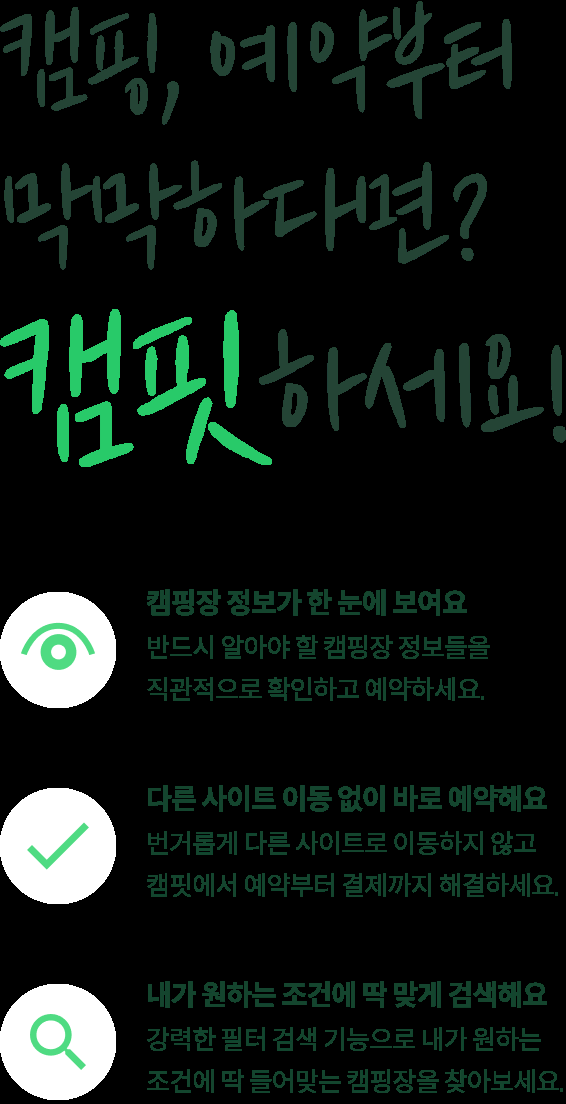 캠핑, 예약부터
막막하다면?
캠핏하세요!
캠핑장 정보가 한 눈에 보여요
반드시 알아야 할 캠핑장 정보들을
직관적으로 확인하고 예약하세요.
다른 사이트 이동 없이 바로 예약해요
번거롭게 다른 사이트로 이동하지 않고
캠핏에서 예약부터 결제까지 해결하세요.
내가 원하는 조건에 딱 맞게 검색해요
강력한 필터 검색 기능으로 내가 원하는
조건에 딱 들어맞는 캠핑장을 찾아보세요.